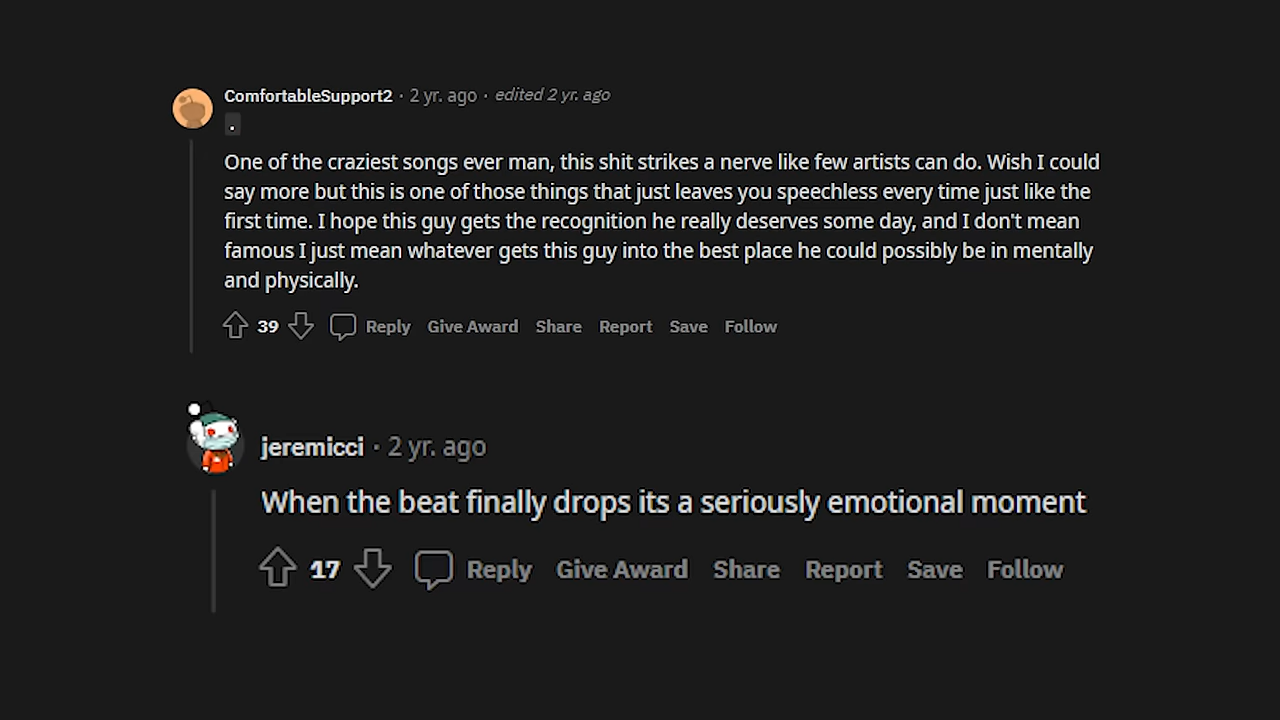 ComfortableSupport2 · 2 yr. ago · edited 2 yr. ago
.
One of the craziest songs ever man, this shit strikes a nerve like few artists can do. Wish I could
say more but this is one of those things that just leaves you speechless every time just like the
first time. I hope this guy gets the recognition he really deserves some day, and I don't mean
famous I just mean whatever gets this guy into the best place he could possibly be in mentally
and physically.
39 Reply Give Award Share Report Save Follow
jeremicci · 2 yr. ago
When the beat finally drops its a seriously emotional moment
17 Reply Give Award Share Report Save Follow